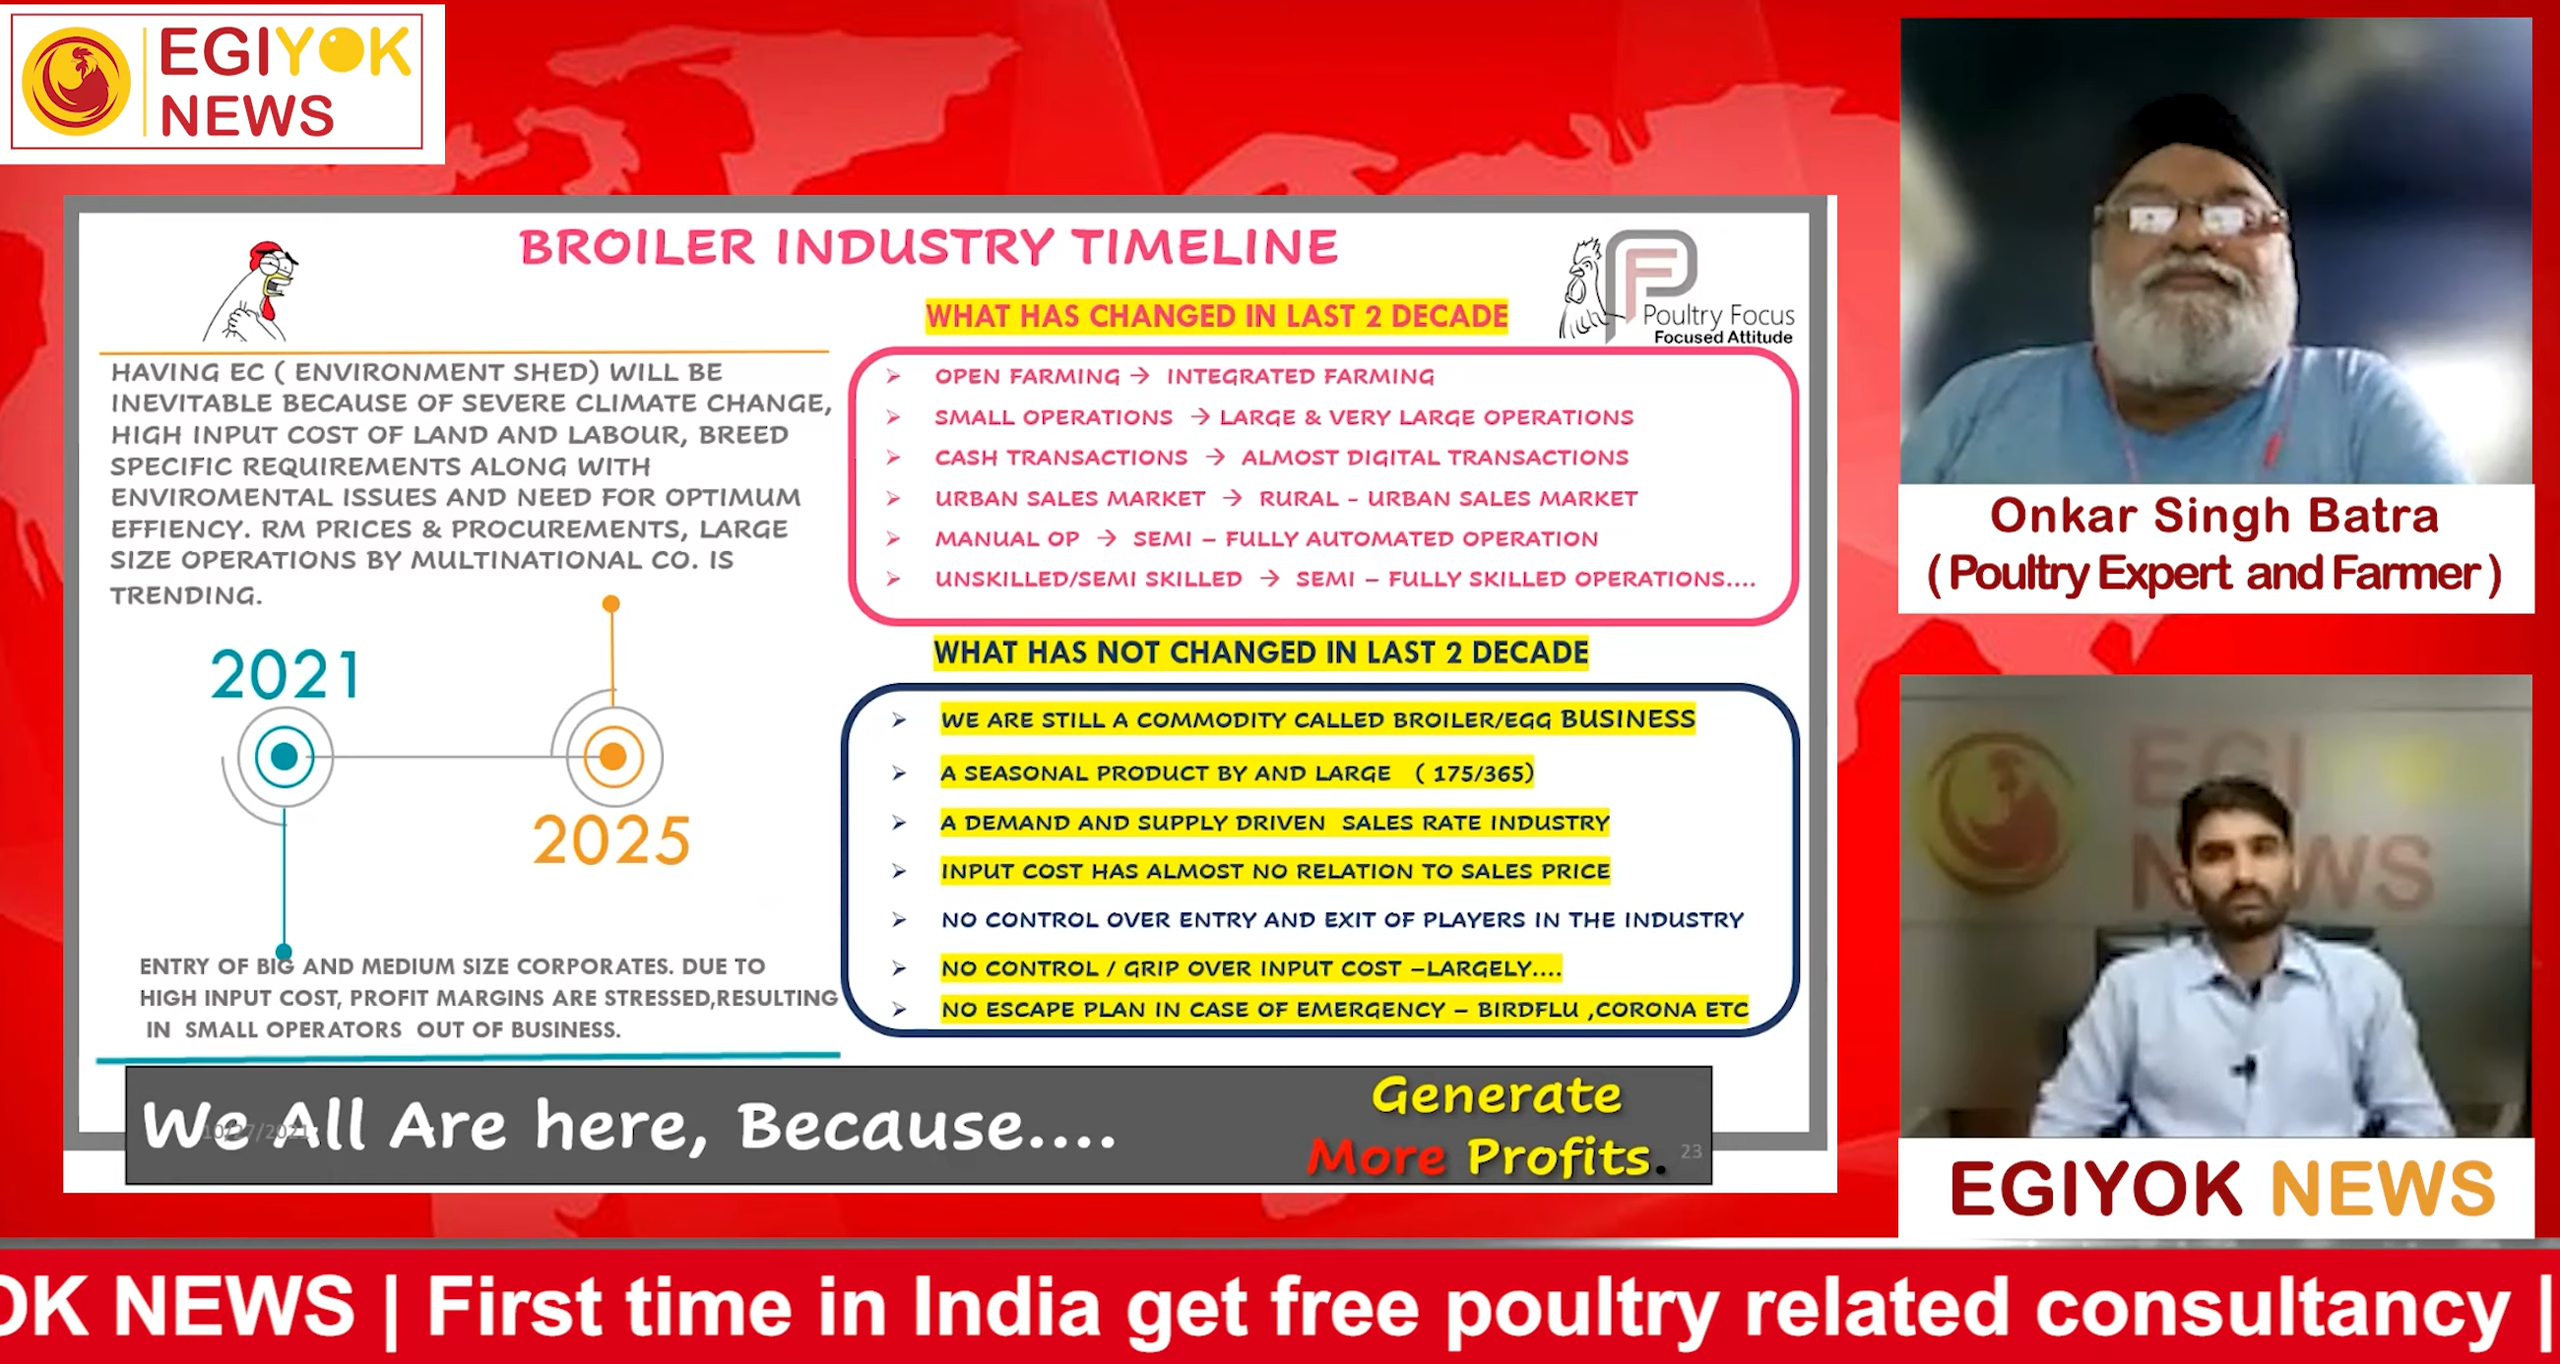 EGIYOK
NEWS
BROILER INDUSTRY TIMELINE
Poultry Focus
Focused Attitude
HAVING EC ( ENVIRONMENT SHED) WILL BE
INEVITABLE BECAUSE OF SEVERE CLIMATE CHANGE,
HIGH INPUT COST OF LAND AND LABOUR, BREED
SPECIFIC REQUIREMENTS ALONG WITH
ENVIROMENTAL ISSUES AND NEED FOR OPTIMUM
EFFIENCY. RM PRICES & PROCUREMENTS, LARGE
SIZE OPERATIONS BY MULTINATIONAL CO. IS
TRENDING.
2021
2025
ENTRY OF BIG AND MEDIUM SIZE CORPORATES. DUE TO
HIGH INPUT COST, PROFIT MARGINS ARE STRESSED,RESULTING
IN SMALL OPERATORS OUT OF BUSINESS.
WHAT HAS CHANGED IN LAST 2 DECADE
➢ OPEN FARMING → INTEGRATED FARMING
➢ SMALL OPERATIONS → LARGE & VERY LARGE OPERATIONS
➢ CASH TRANSACTIONS → ALMOST DIGITAL TRANSACTIONS
➢ URBAN SALES MARKET → RURAL - URBAN SALES MARKET
➢ MANUAL OP → SEMI – FULLY AUTOMATED OPERATION
➢ UNSKILLED/SEMI SKILLED → SEMI – FULLY SKILLED OPERATIONS....
WHAT HAS NOT CHANGED IN LAST 2 DECADE
➢ WE ARE STILL A COMMODITY CALLED BROILER/EGG BUSINESS
➢ A SEASONAL PRODUCT BY AND LARGE ( 175/365)
➢ A DEMAND AND SUPPLY DRIVEN SALES RATE INDUSTRY
➢ INPUT COST HAS ALMOST NO RELATION TO SALES PRICE
➢ NO CONTROL OVER ENTRY AND EXIT OF PLAYERS IN THE INDUSTRY
➢ NO CONTROL / GRIP OVER INPUT COST –LARGELY....
➢ NO ESCAPE PLAN IN CASE OF EMERGENCY – BIRDFLU ,CORONA ETC
We All Are here, Because....
10/27/2021
Generate
More Profits.
23
Onkar Singh Batra
( Poultry Expert and Farmer )
EGI
NEWS
EGIYOK NEWS
OK NEWS | First time in India get free poultry related consultancy |